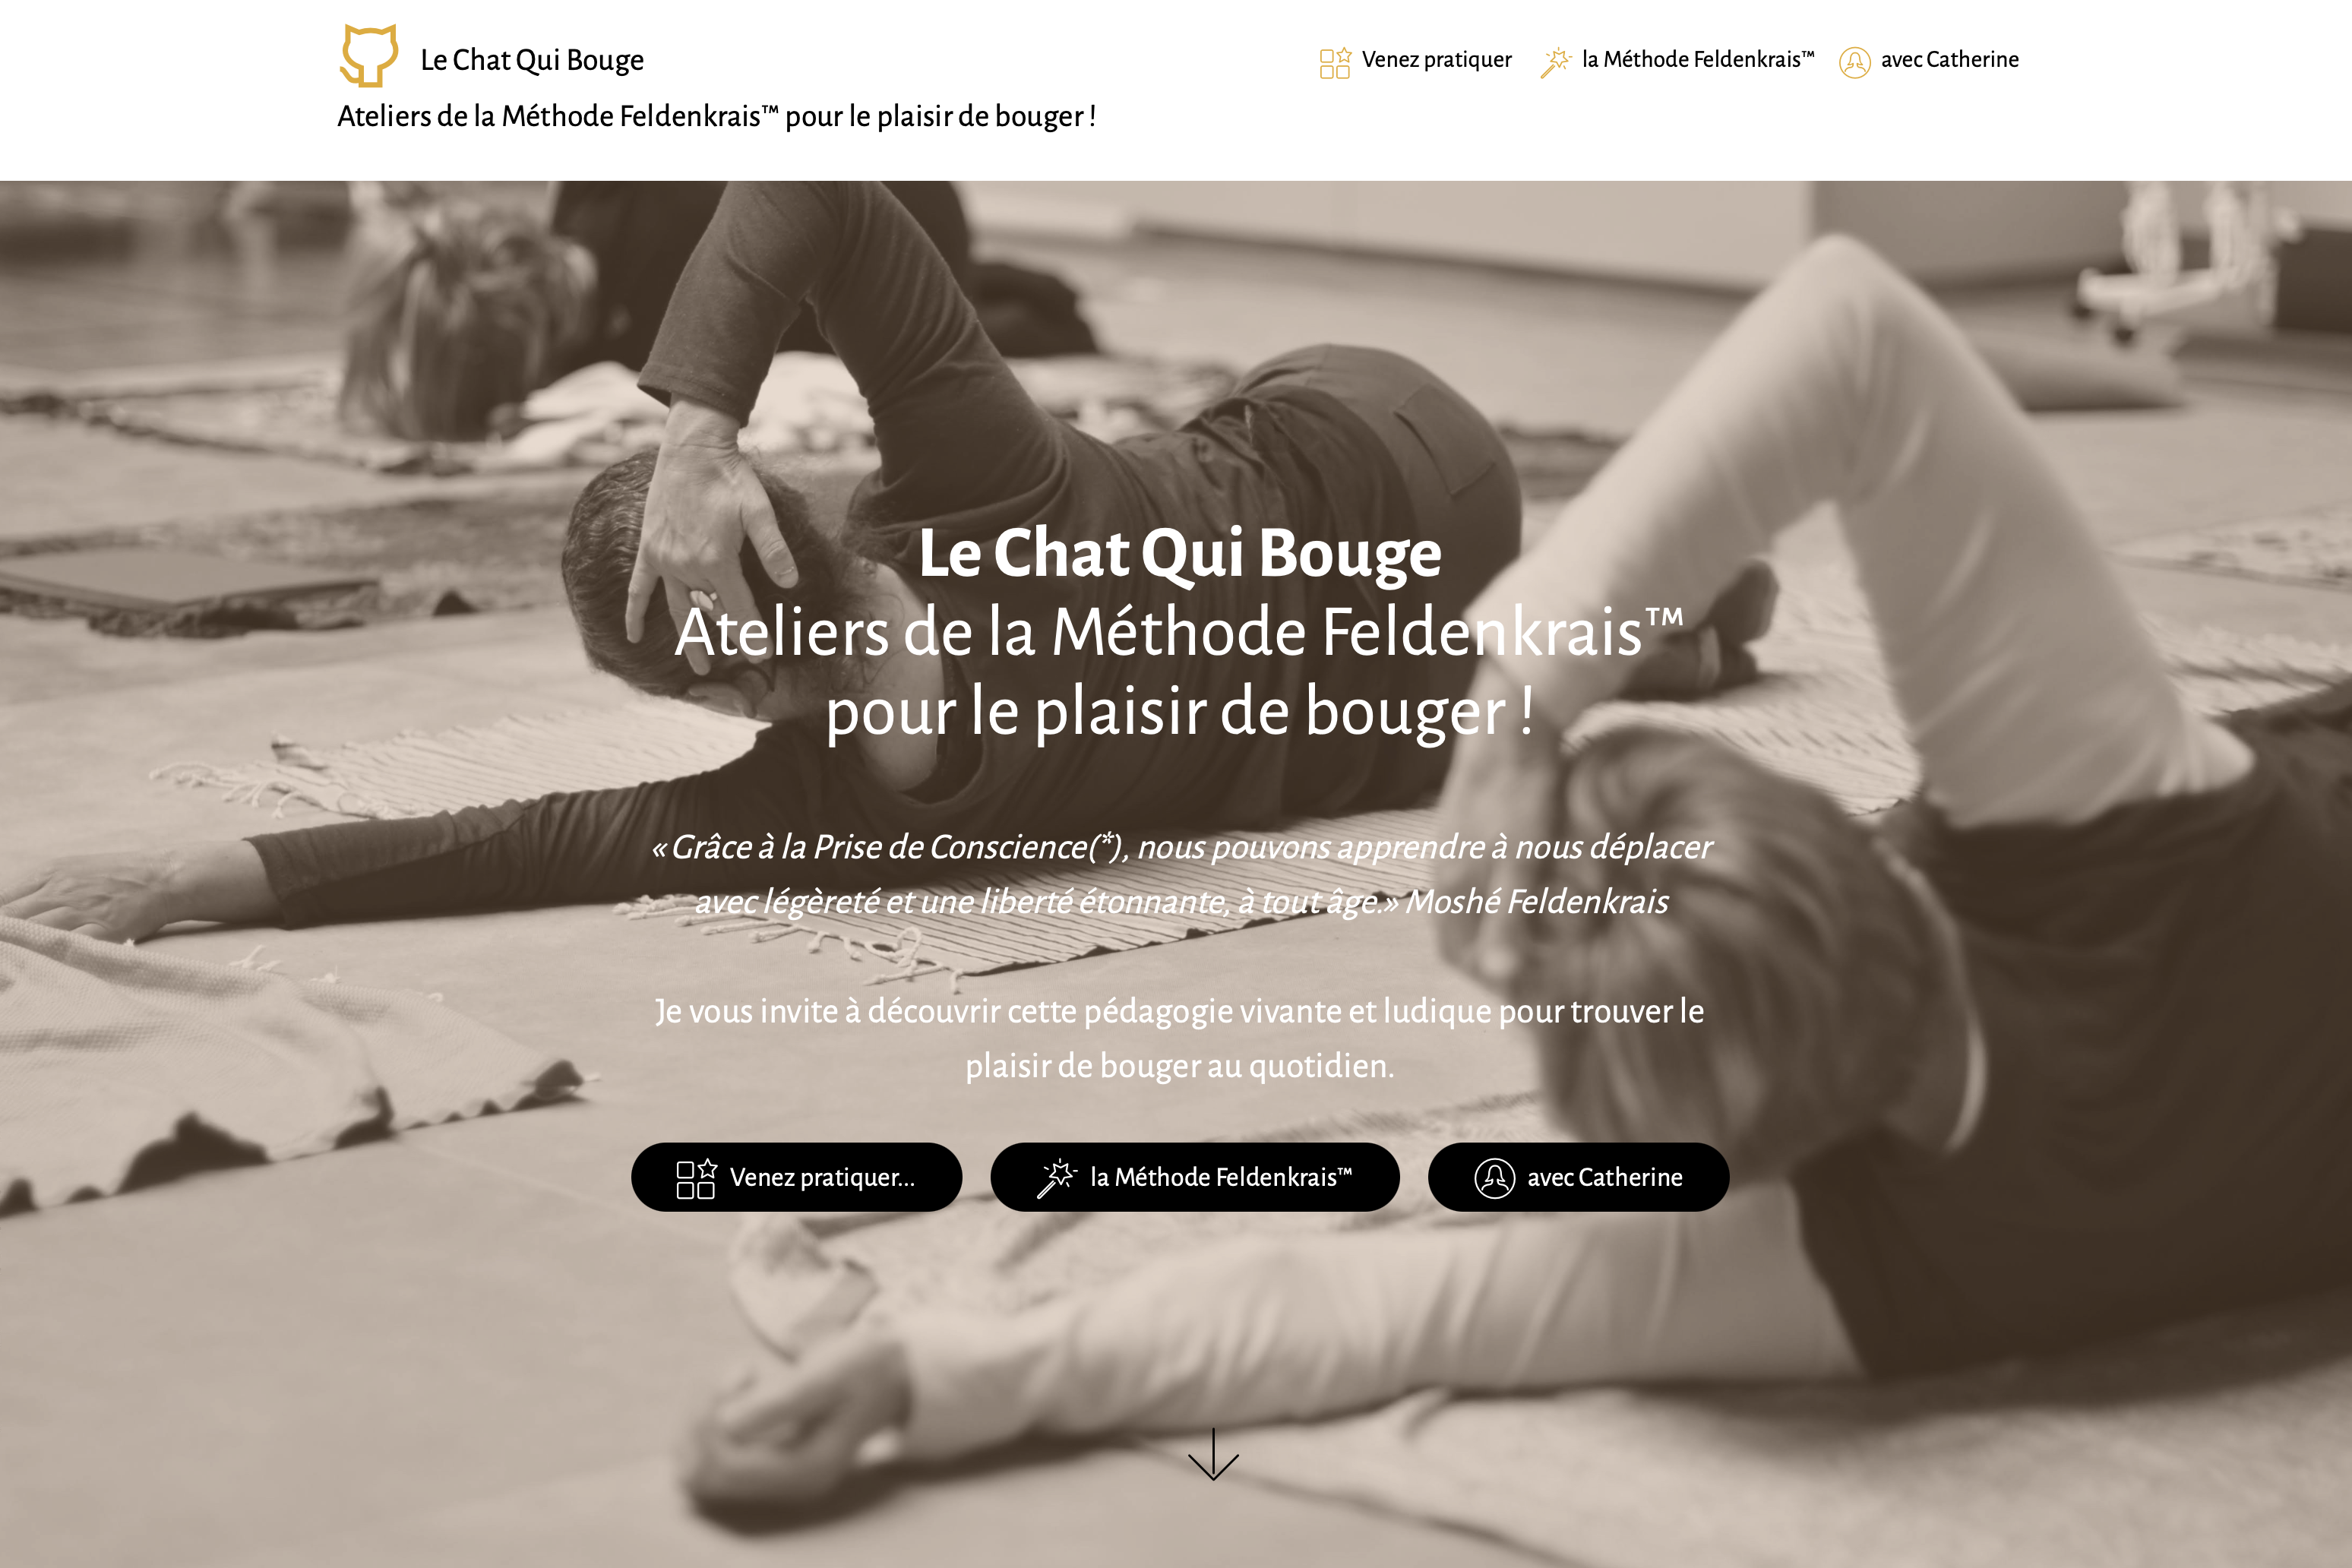 Le Chat Qui Bouge
Ateliers de la Méthode Feldenkrais™ pour le plaisir de bouger !
Venez pratiquer
la Méthode Feldenkrais™
avec Catherine
Le Chat Qui Bouge
Ateliers de la Méthode Feldenkrais™
pour le plaisir de bouger !
« Grâce à la Prise de Conscience(*), nous pouvons apprendre à nous déplacer
avec légèreté et une liberté étonnante, à tout âge.» Moshé Feldenkrais
Je vous invite à découvrir cette pédagogie vivante et ludique pour trouver le
plaisir de bouger au quotidien.
Venez pratiquer...
la Méthode Feldenkrais™
avec Catherine